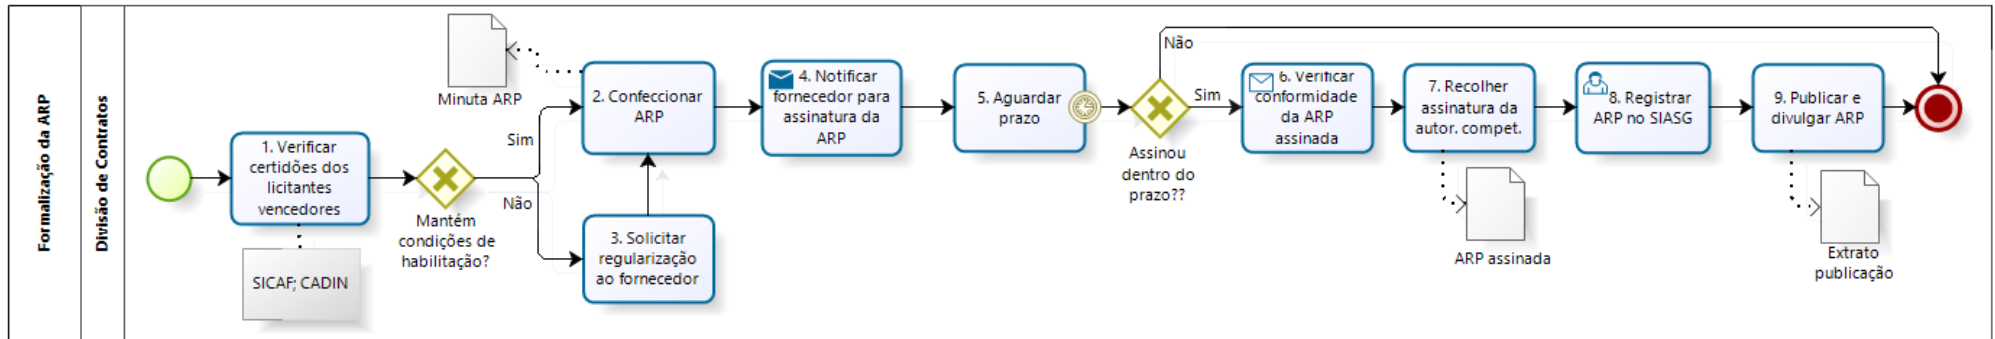 Formalização da ARP
Divisão de Contratos
1. Verificar
certidões dos
licitantes
vencedores
SICAF; CADIN
Mantém
condições de
habilitação?
Sim
Não
Minuta ARP
2. Confeccionar
ARP
3. Solicitar
regularização
ao fornecedor
4. Notificar
fornecedor para
assinatura da
ARP
5. Aguardar
prazo
Assinou
dentro do
prazo??
Não
Sim
6. Verificar
conformidade
da ARP
assinada
7. Recolher
assinatura da
autor. compet.
ARP assinada
8. Registrar
ARP no SIASG
9. Publicar e
divulgar ARP
Extrato
publicação